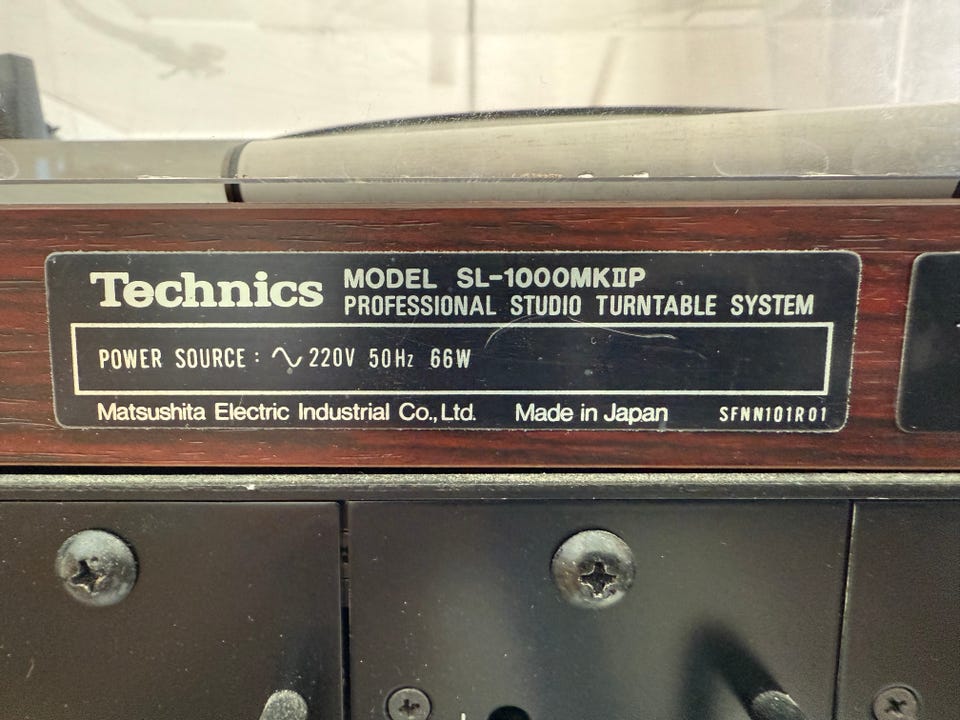 Technics MODEL SL-1000MKIIP
PROFESSIONAL STUDIO TURNTABLE SYSTEM
POWER SOURCE : ∿ 220V 50Hz 66W
Matsushita Electric Industrial Co., Ltd. Made in Japan SFNN101R01